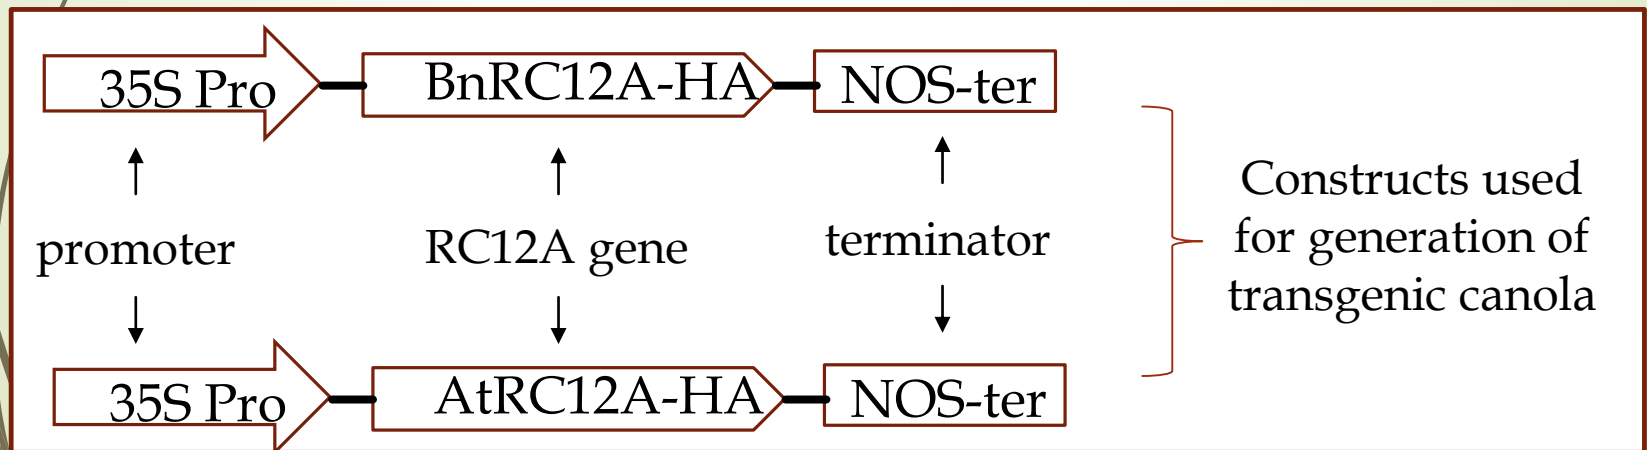 35S Pro BnRC12A-HA NOS-ter
promoter RC12A gene terminator
35S Pro AtRC12A-HA NOS-ter
Constructs used
for generation of
transgenic canola